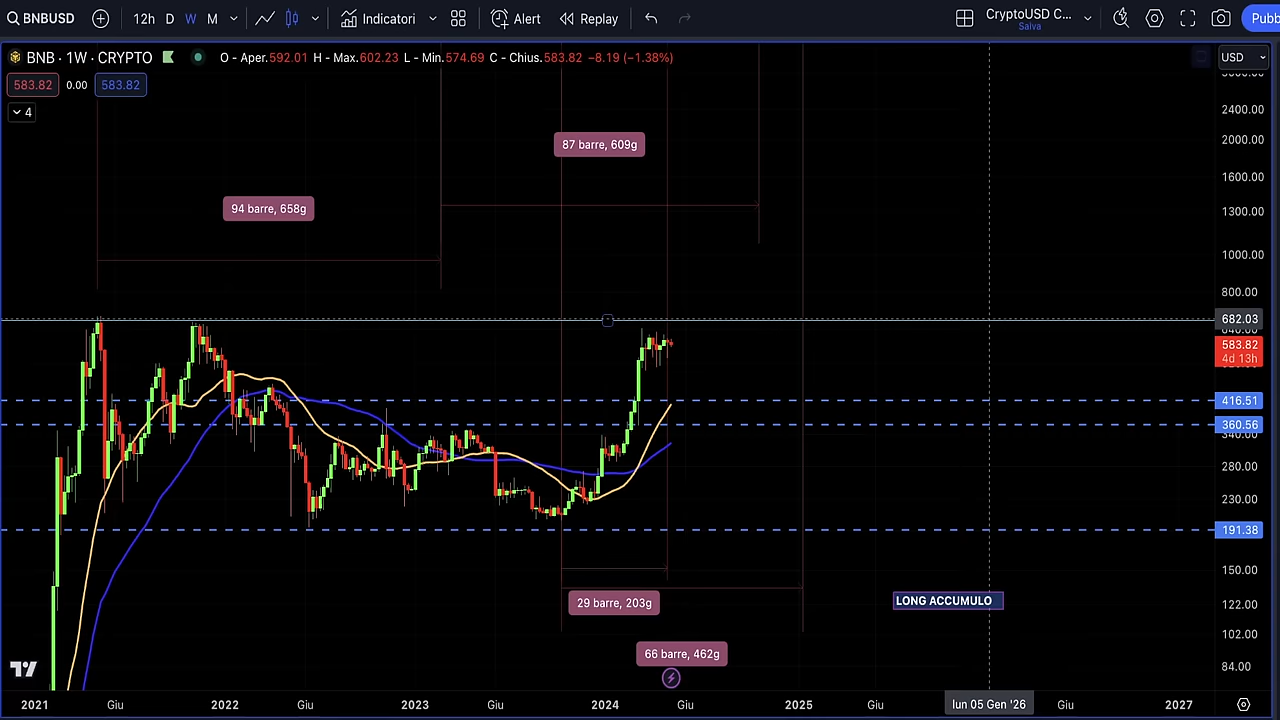 BNBUSD 12h D W M Indicatori Alert Replay CryptoUSD C... Salva Pubb
BNB · 1W · CRYPTO O - Aper.592.01 H - Max.602.23 L - Min.574.69 C - Chius.583.82 −8.19 (−1.38%) USD
583.82 0.00 583.82
4
2400.00
87 barre, 609g
2000.00
1600.00
94 barre, 658g
1300.00
1000.00
800.00
682.03
583.82
4d 13h
416.51
360.56
340.00
280.00
230.00
191.38
150.00
29 barre, 203g
LONG ACCUMULO
122.00
102.00
66 barre, 462g
84.00
2021 Giu 2022 Giu 2023 Giu 2024 Giu 2025 Giu lun 05 Gen '26 Giu 2027